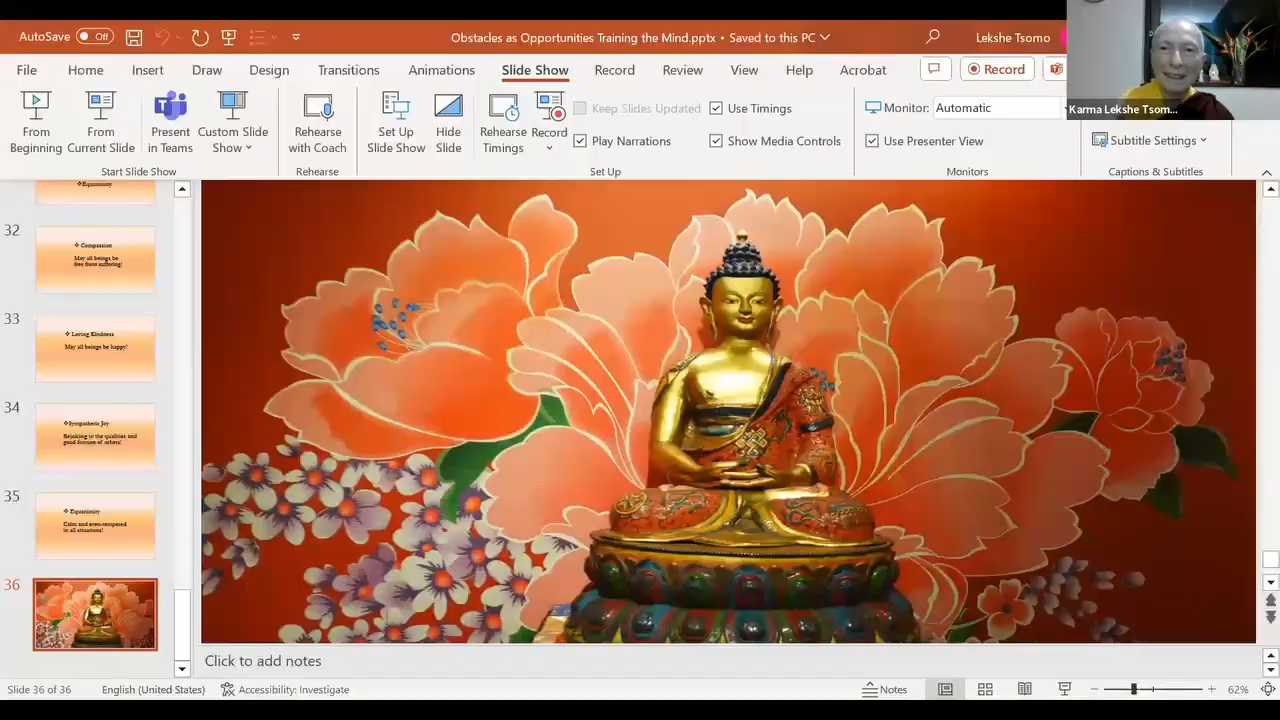 AutoSave Off
Obstacles as Opportunities Training the Mind.pptx • Saved to this PC
Lekshe Tsomo
File Home Insert Draw Design Transitions Animations Slide Show Record Review View Help Acrobat
Record
Karma Lekshe Tsom...
From Beginning
From Current Slide
Present in Teams
Custom Slide Show
Start Slide Show
Rehearse with Coach
Rehearse
Set Up Slide Show
Hide Slide
Rehearse Timings
Record
Keep Slides Updated
Use Timings
Play Narrations
Show Media Controls
Set Up
Monitor: Automatic
Use Presenter View
Monitors
Subtitle Settings
Captions & Subtitles
❖Equanimity
32
❖ Compassion
May all beings be
free from suffering!
33
❖ Loving Kindness
May all beings be happy!
34
❖Sympathetic Joy
Rejoicing in the qualities and
good fortune of others!
35
❖ Equanimity
Calm and even-tempered
in all situations!
36
Click to add notes
Slide 36 of 36 English (United States) Accessibility: Investigate Notes 62%